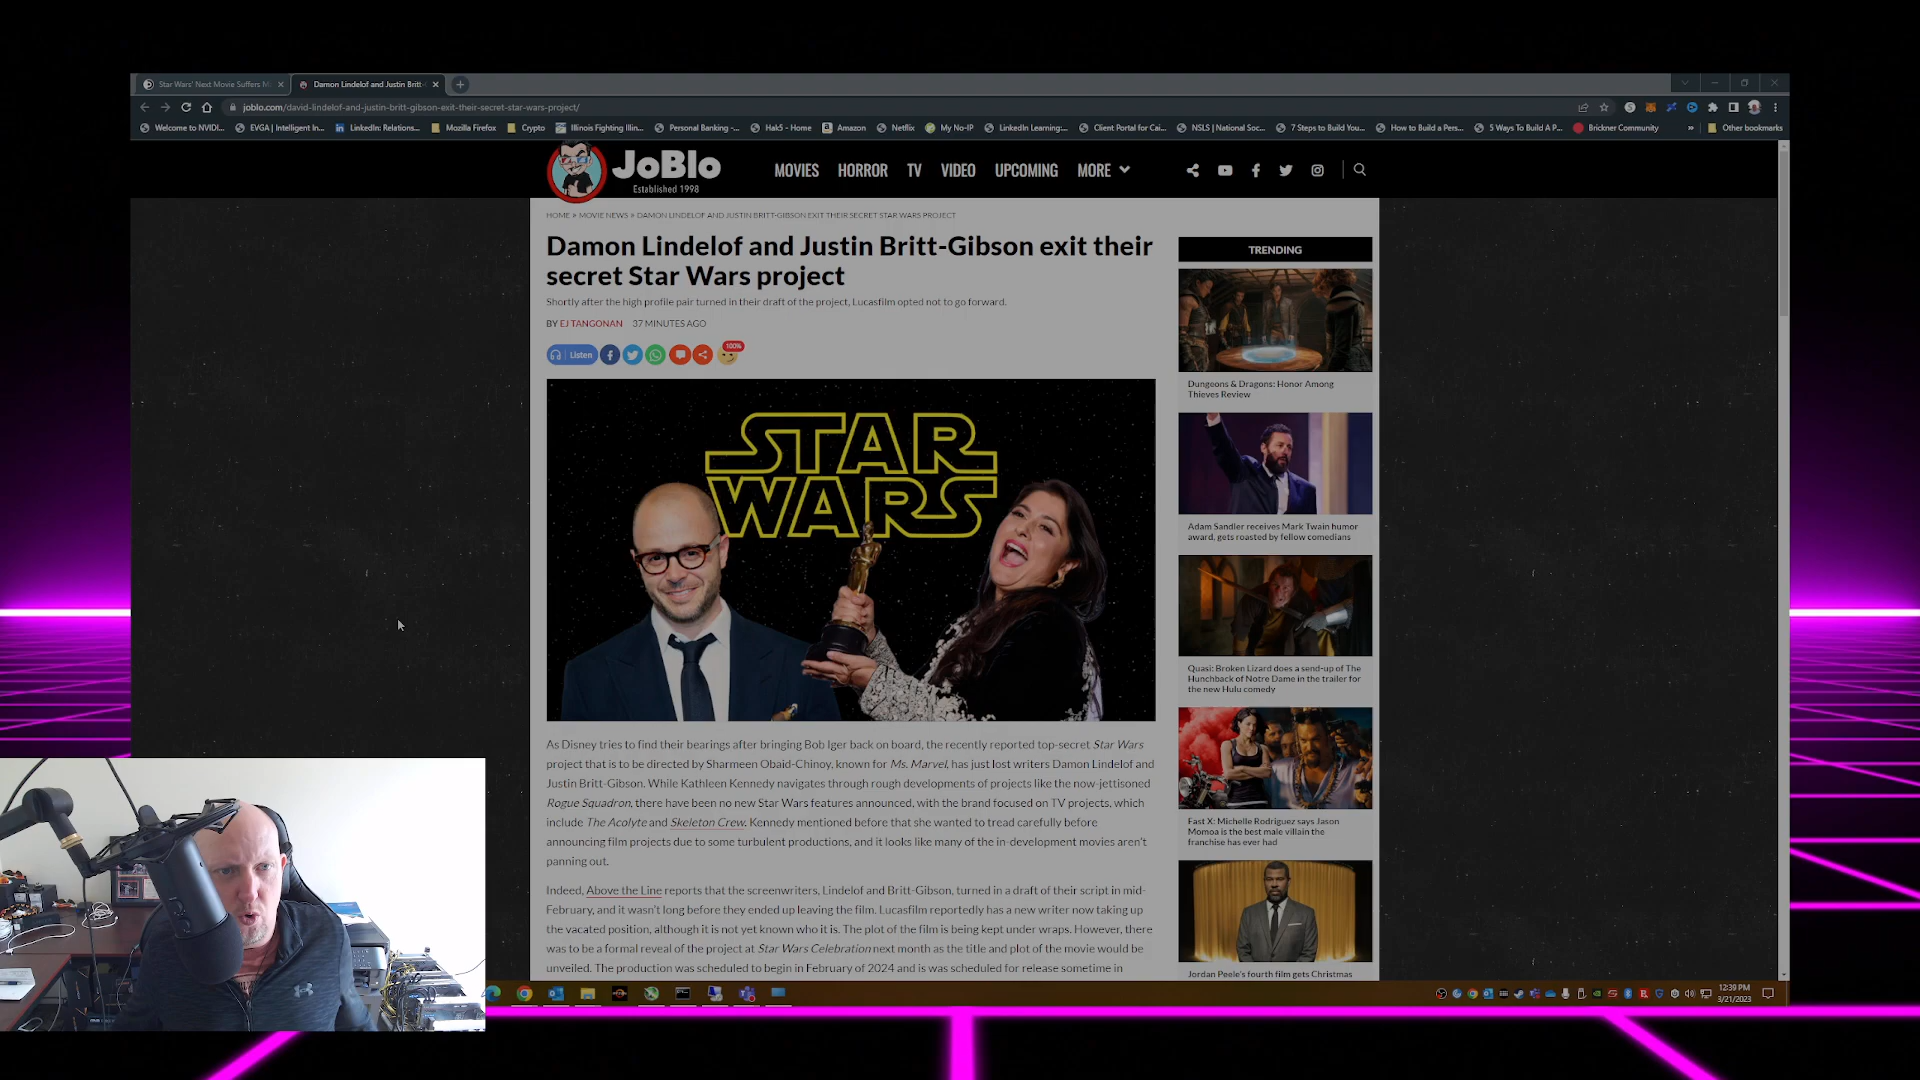 Star Wars' Next Movie Suffers M
Damon Lindelof and Justin Britt-
joblo.com/david-lindelof-and-justin-britt-gibson-exit-their-secret-star-wars-project/
Welcome to NVIDI...
EVGA | Intelligent In...
LinkedIn: Relations...
Mozilla Firefox
Crypto
Illinois Fighting Illin...
Personal Banking -...
Hak5 - Home
Amazon
Netflix
My No-IP
LinkedIn Learning:...
Client Portal for Cai...
NSLS | National Soc...
7 Steps to Build You...
How to Build a Pers...
5 Ways To Build A P...
Brickner Community
»
Other bookmarks
JoBlo
Established 1998
MOVIES HORROR TV VIDEO UPCOMING MORE
HOME » MOVIE NEWS » DAMON LINDELOF AND JUSTIN BRITT-GIBSON EXIT THEIR SECRET STAR WARS PROJECT
Damon Lindelof and Justin Britt-Gibson exit their
secret Star Wars project
Shortly after the high profile pair turned in their draft of the project, Lucasfilm opted not to go forward.
BY EJ TANGONAN 37 MINUTES AGO
Listen
100%
STAR
WARS
As Disney tries to find their bearings after bringing Bob Iger back on board, the recently reported top-secret Star Wars
project that is to be directed by Sharmeen Obaid-Chinoy, known for Ms. Marvel, has just lost writers Damon Lindelof and
Justin Britt-Gibson. While Kathleen Kennedy navigates through rough developments of projects like the now-jettisoned
Rogue Squadron, there have been no new Star Wars features announced, with the brand focused on TV projects, which
include The Acolyte and Skeleton Crew. Kennedy mentioned before that she wanted to tread carefully before
announcing film projects due to some turbulent productions, and it looks like many of the in-development movies aren't
panning out.
Indeed, Above the Line reports that the screenwriters, Lindelof and Britt-Gibson, turned in a draft of their script in mid-
February, and it wasn't long before they ended up leaving the film. Lucasfilm reportedly has a new writer now taking up
the vacated position, although it is not yet known who it is. The plot of the film is being kept under wraps. However, there
was to be a formal reveal of the project at Star Wars Celebration next month as the title and plot of the movie would be
unveiled. The production was scheduled to begin in February of 2024 and is was scheduled for release sometime in
TRENDING
Dungeons & Dragons: Honor Among
Thieves Review
Adam Sandler receives Mark Twain humor
award, gets roasted by fellow comedians
Quasi: Broken Lizard does a send-up of The
Hunchback of Notre Dame in the trailer for
the new Hulu comedy
Fast X: Michelle Rodriguez says Jason
Momoa is the best male villain the
franchise has ever had
Jordan Peele's fourth film gets Christmas
12:39 PM
3/21/2023